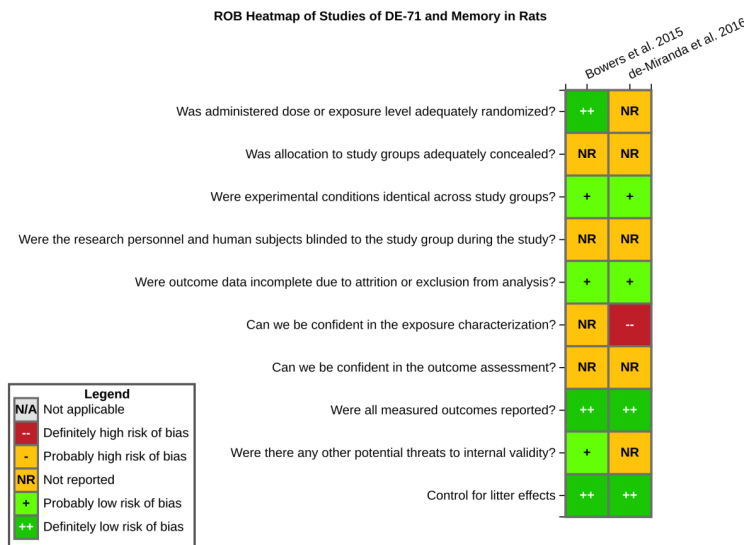 ROB Heatmap of Studies of DE-71 and Memory in Rats
Bowers et al. 2015
de-Miranda et al. 2016
Was administered dose or exposure level adequately randomized? ++ NR
Was allocation to study groups adequately concealed? NR NR
Were experimental conditions identical across study groups? + +
Were the research personnel and human subjects blinded to the study group during the study? NR NR
Were outcome data incomplete due to attrition or exclusion from analysis? + +
Can we be confident in the exposure characterization? NR --
Can we be confident in the outcome assessment? NR NR
Were all measured outcomes reported? ++ ++
Were there any other potential threats to internal validity? + NR
Control for litter effects ++ ++
Legend
N/A Not applicable
-- Definitely high risk of bias
- Probably high risk of bias
NR Not reported
+ Probably low risk of bias
++ Definitely low risk of bias